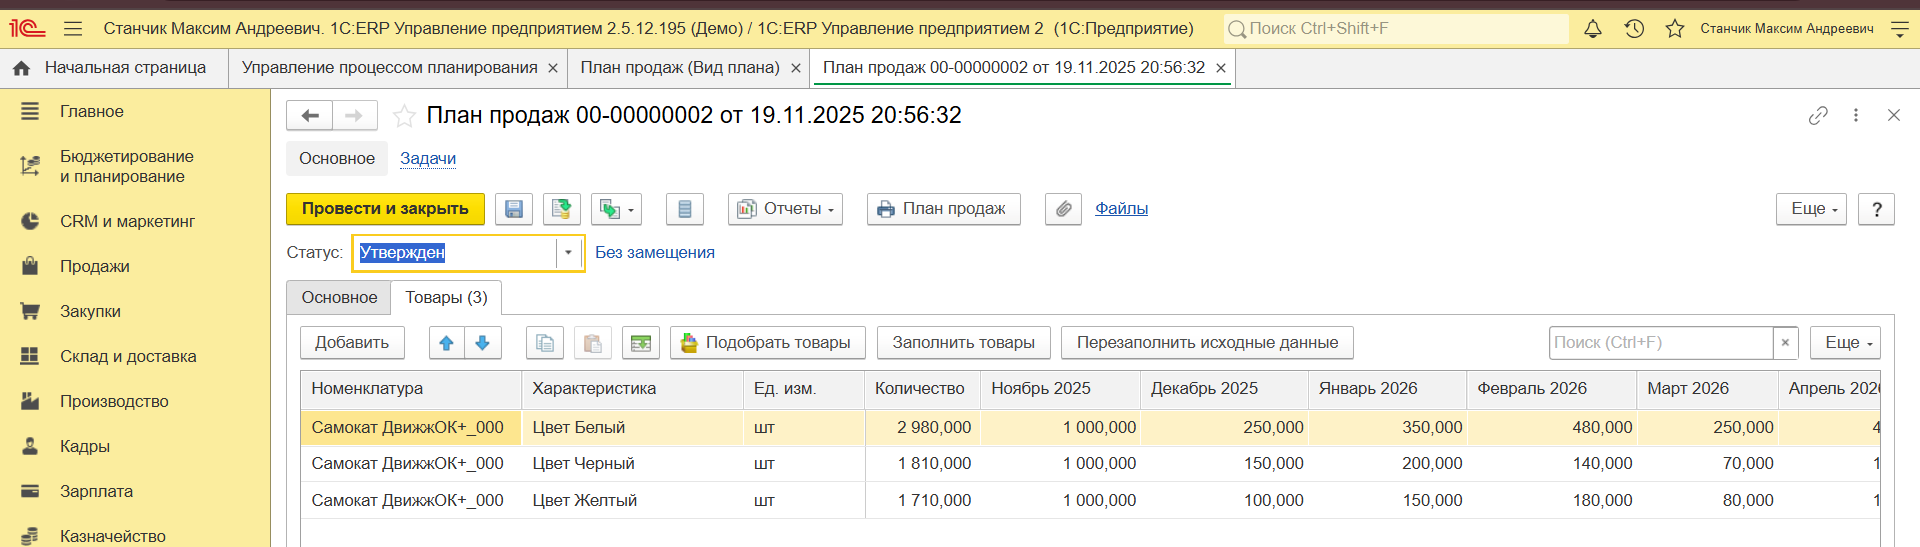 1С Станчик Максим Андреевич. 1С:ERP Управление предприятием 2.5.12.195 (Демо) / 1С:ERP Управление предприятием 2 (1С:Предприятие) Поиск Ctrl+Shift+F Станчик Максим Андреевич
Начальная страница Управление процессом планирования × План продаж (Вид плана) × План продаж 00-00000002 от 19.11.2025 20:56:32 ×
Главное
Бюджетирование
и планирование
CRM и маркетинг
Продажи
Закупки
Склад и доставка
Производство
Кадры
Зарплата
Казначейство
План продаж 00-00000002 от 19.11.2025 20:56:32
Основное Задачи
Провести и закрыть Отчеты План продаж Файлы Еще ?
Статус: Утвержден Без замещения
Основное Товары (3)
Добавить Подобрать товары Заполнить товары Перезаполнить исходные данные Поиск (Ctrl+F) × Еще
Номенклатура Характеристика Ед. изм. Количество Ноябрь 2025 Декабрь 2025 Январь 2026 Февраль 2026 Март 2026 Апрель 202
Самокат ДвижжОК+_000 Цвет Белый шт 2 980,000 1 000,000 250,000 350,000 480,000 250,000 4
Самокат ДвижжОК+_000 Цвет Черный шт 1 810,000 1 000,000 150,000 200,000 140,000 70,000 1
Самокат ДвижжОК+_000 Цвет Желтый шт 1 710,000 1 000,000 100,000 150,000 180,000 80,000 1